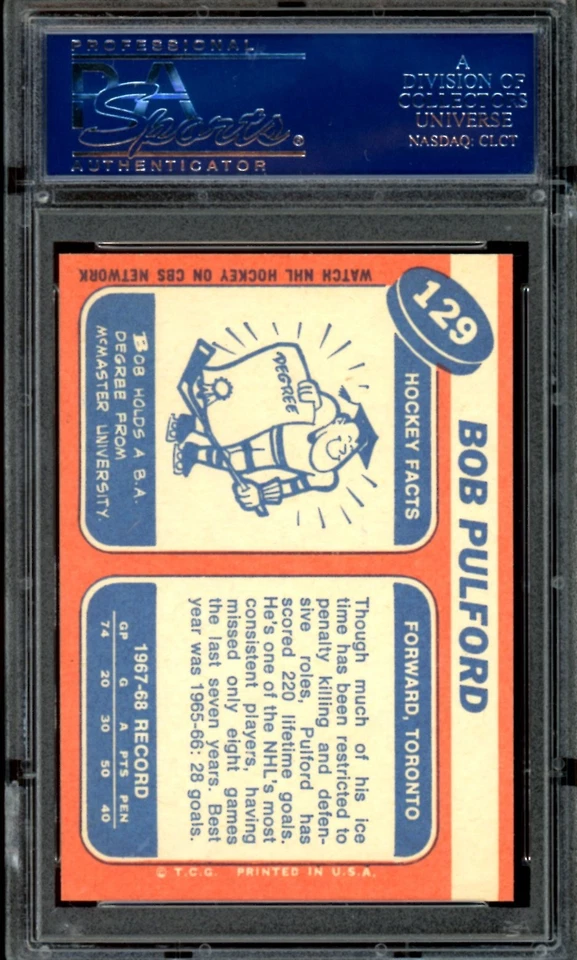 PROFESSIONAL
PSA
Sports®
AUTHENTICATOR
A
DIVISION OF
COLLECTORS
UNIVERSE
NASDAQ: CLCT
129
BOB PULFORD
HOCKEY FACTS
DEGREE
BOB HOLDS A B.A.
DEGREE FROM
McMASTER UNIVERSITY.
WATCH NHL HOCKEY ON CBS NETWORK
FORWARD, TORONTO
Though much of his ice
time has been restricted to
penalty killing and defen-
sive roles, Pulford has
scored 220 lifetime goals.
He's one of the NHL's most
consistent players, having
missed only eight games
the last seven years. Best
year was 1965-66: 28 goals.
1967-68 RECORD
GP G A PTS PEN
74 20 30 50 40
© T.C.G. PRINTED IN U.S.A.